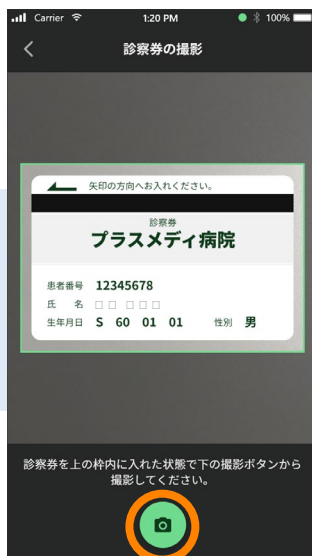 Carrier 1:20 PM 100%
診察券の撮影
矢印の方向へお入れください。
診察券
プラスメディ病院
患者番号 12345678
氏 名 □ □ □ □ □
生年月日 S 60 01 01 性別 男
診察券を上の枠内に入れた状態で下の撮影ボタンから
撮影してください。